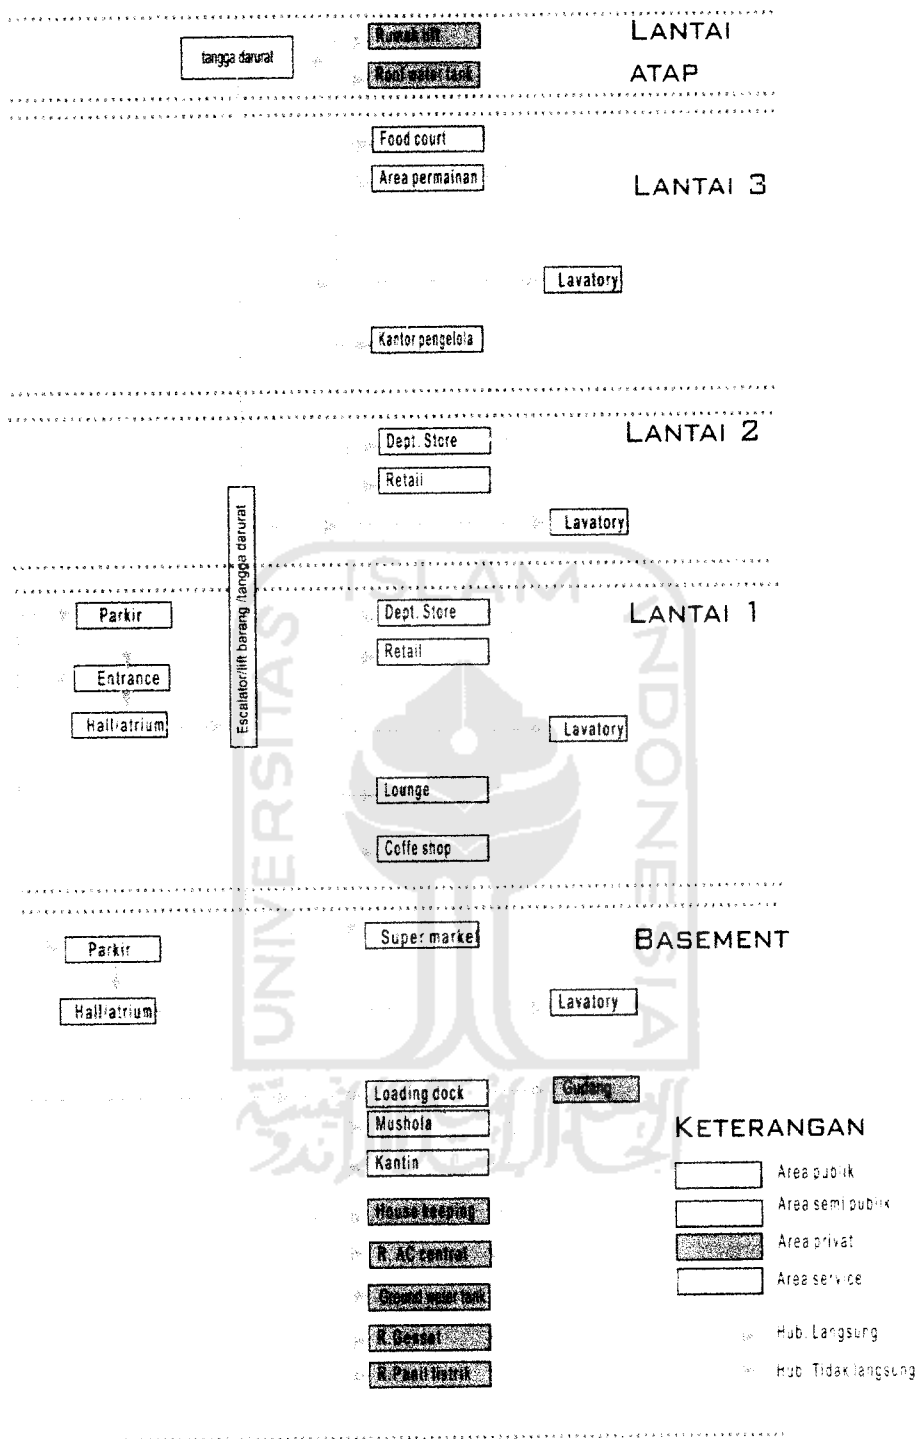 LANTAI
ATAP
tangga darurat
Rumah lift
Roof water tank
LANTAI 3
Food court
Area permainan
Lavatory
Kantor pengelola
LANTAI 2
Dept. Store
Retail
Lavatory
Escalator/lift barang /tangga darurat
LANTAI 1
Parkir
Entrance
Hall/atrium
Dept. Store
Retail
Lavatory
Lounge
Coffe shop
BASEMENT
Parkir
Hall/atrium
Super market
Lavatory
Loading dock
Gudang
Mushola
Kantin
House keeping
R. AC central
Ground water tank
R. Genset
R. Panil listrik
KETERANGAN
Area publik
Area semi publik
Area privat
Area service
Hub. Langsung
Hub. Tidak langsung
UNIVERSITAS
ISLAM
INDONESIA